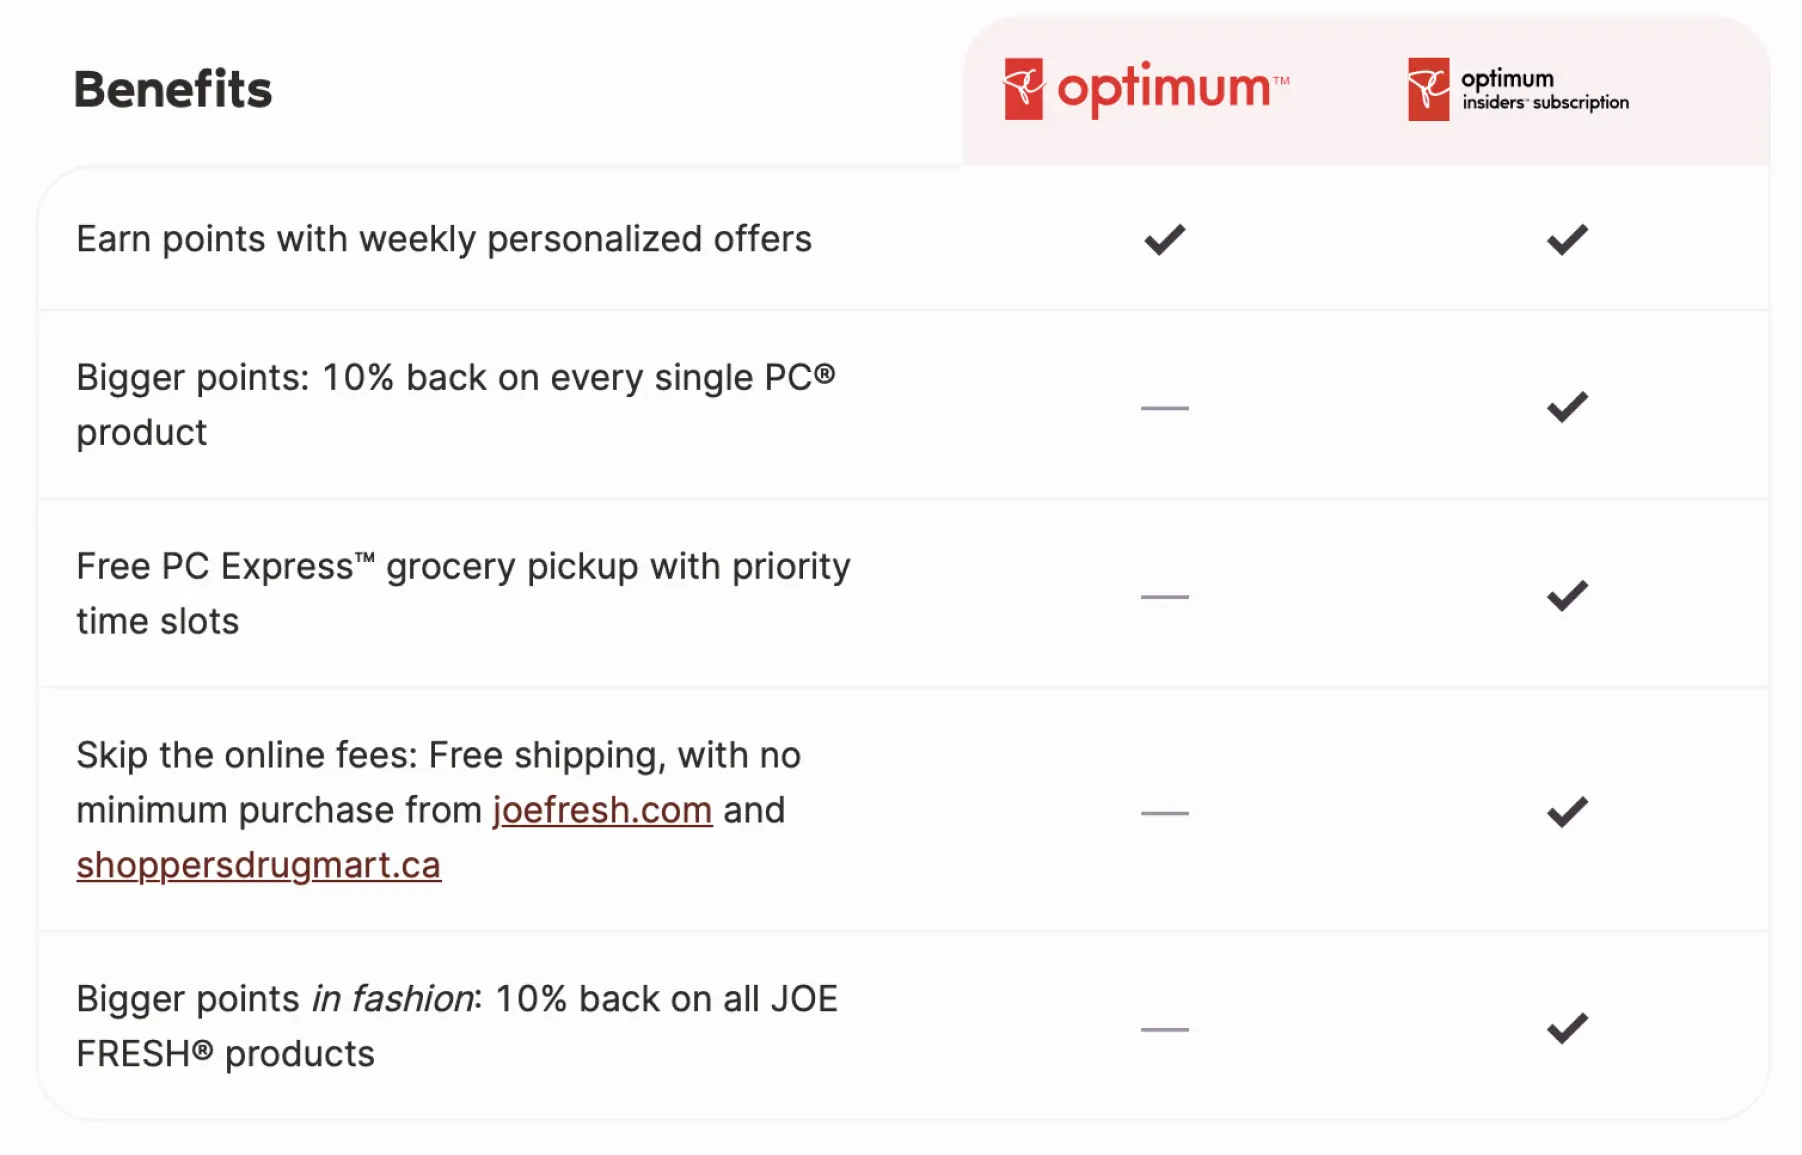 Benefits
optimum™
optimum
insiders™ subscription
Earn points with weekly personalized offers
Bigger points: 10% back on every single PC®
product
Free PC Express™ grocery pickup with priority
time slots
Skip the online fees: Free shipping, with no
minimum purchase from joefresh.com and
shoppersdrugmart.ca
Bigger points in fashion: 10% back on all JOE
FRESH® products